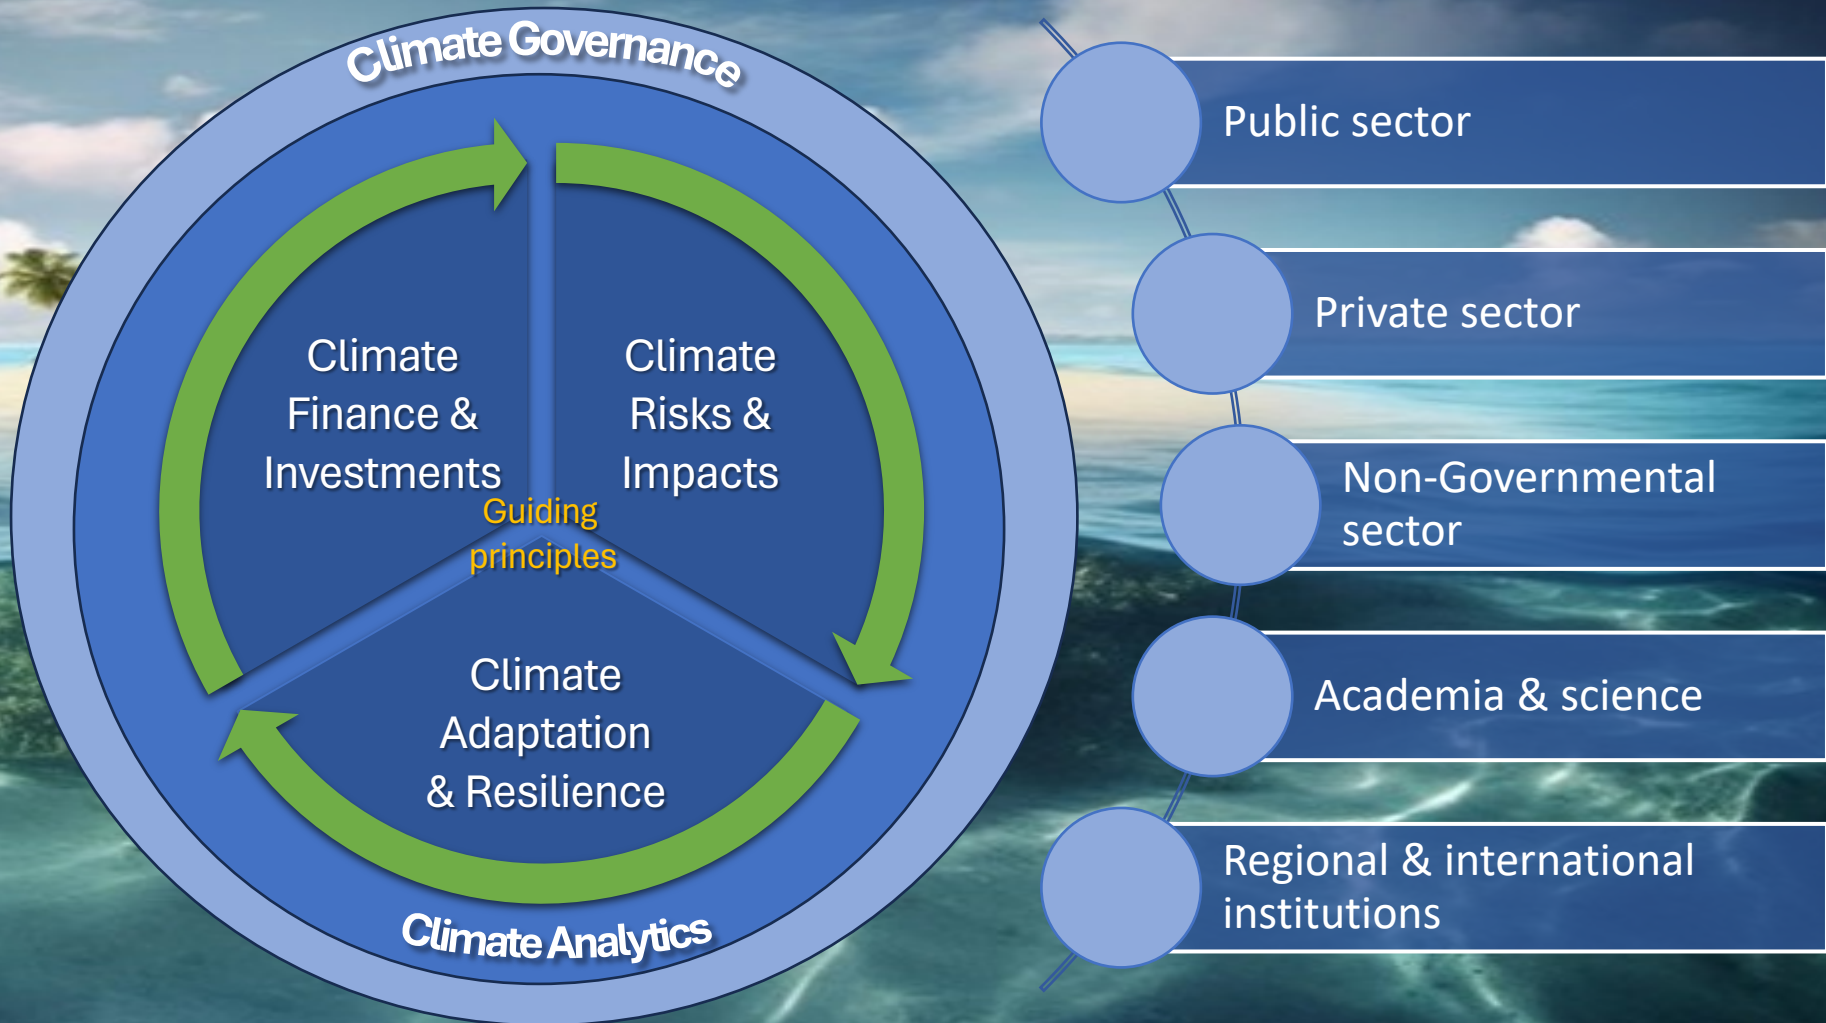 Climate Governance
Climate
Finance &
Investments
Climate
Risks &
Impacts
Guiding
principles
Climate
Adaptation
& Resilience
Climate Analytics
Public sector
Private sector
Non-Governmental
sector
Academia & science
Regional & international
institutions